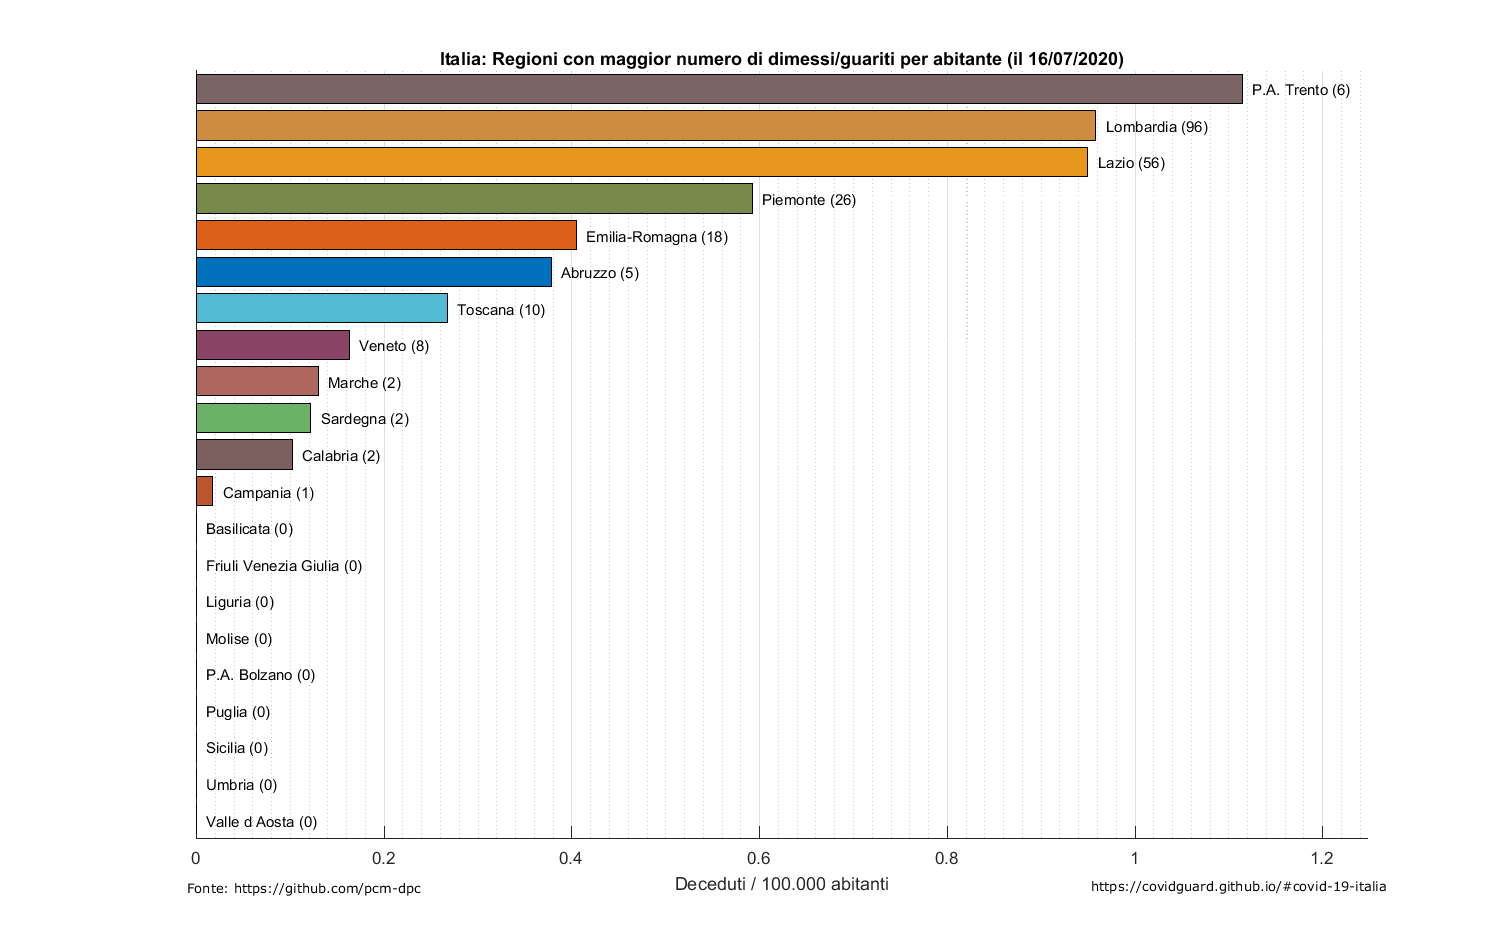 Italia: Regioni con maggior numero di dimessi/guariti per abitante (il 16/07/2020)
P.A. Trento (6)
Lombardia (96)
Lazio (56)
Piemonte (26)
Emilia-Romagna (18)
Abruzzo (5)
Toscana (10)
Veneto (8)
Marche (2)
Sardegna (2)
Calabria (2)
Campania (1)
Basilicata (0)
Friuli Venezia Giulia (0)
Liguria (0)
Molise (0)
P.A. Bolzano (0)
Puglia (0)
Sicilia (0)
Umbria (0)
Valle d Aosta (0)
0 0.2 0.4 0.6 0.8 1 1.2
Deceduti / 100.000 abitanti
Fonte: https://github.com/pcm-dpc
https://covidguard.github.io/#covid-19-italia